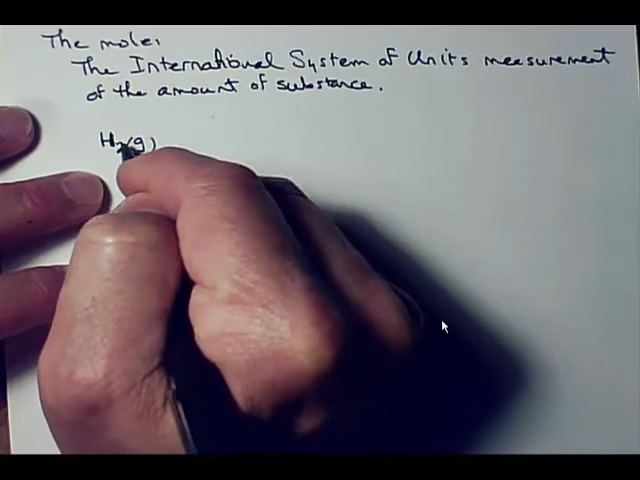 The mole:
The International System of Units measurement
of the amount of substance.
H2(g)